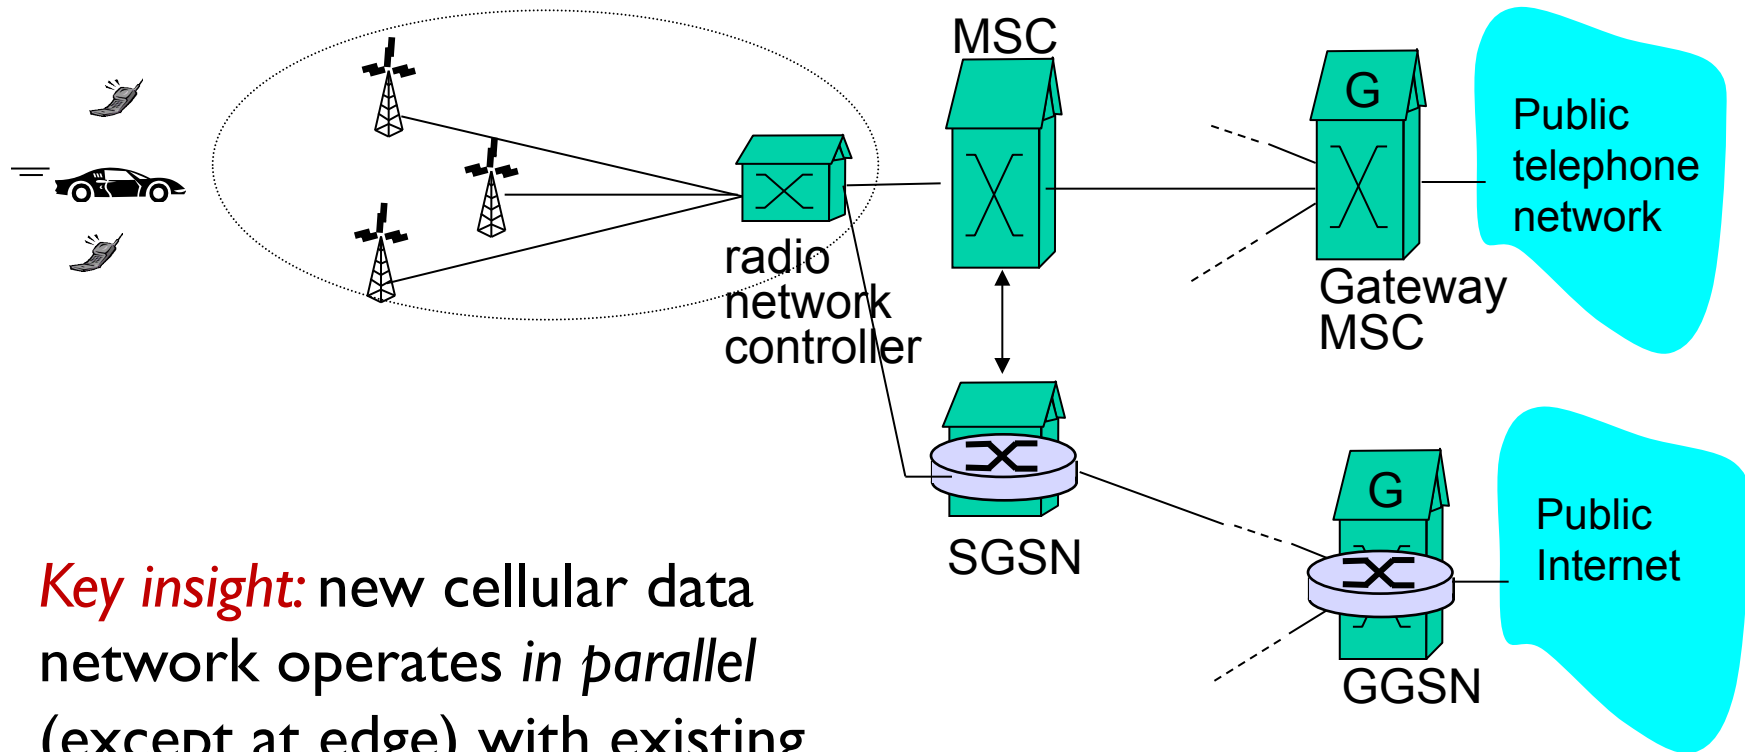 MSC
G
Public
telephone
network
radio
network
controller
Gateway
MSC
G
Public
Internet
SGSN
GGSN
Key insight: new cellular data
network operates in parallel
(except at edge) with existing